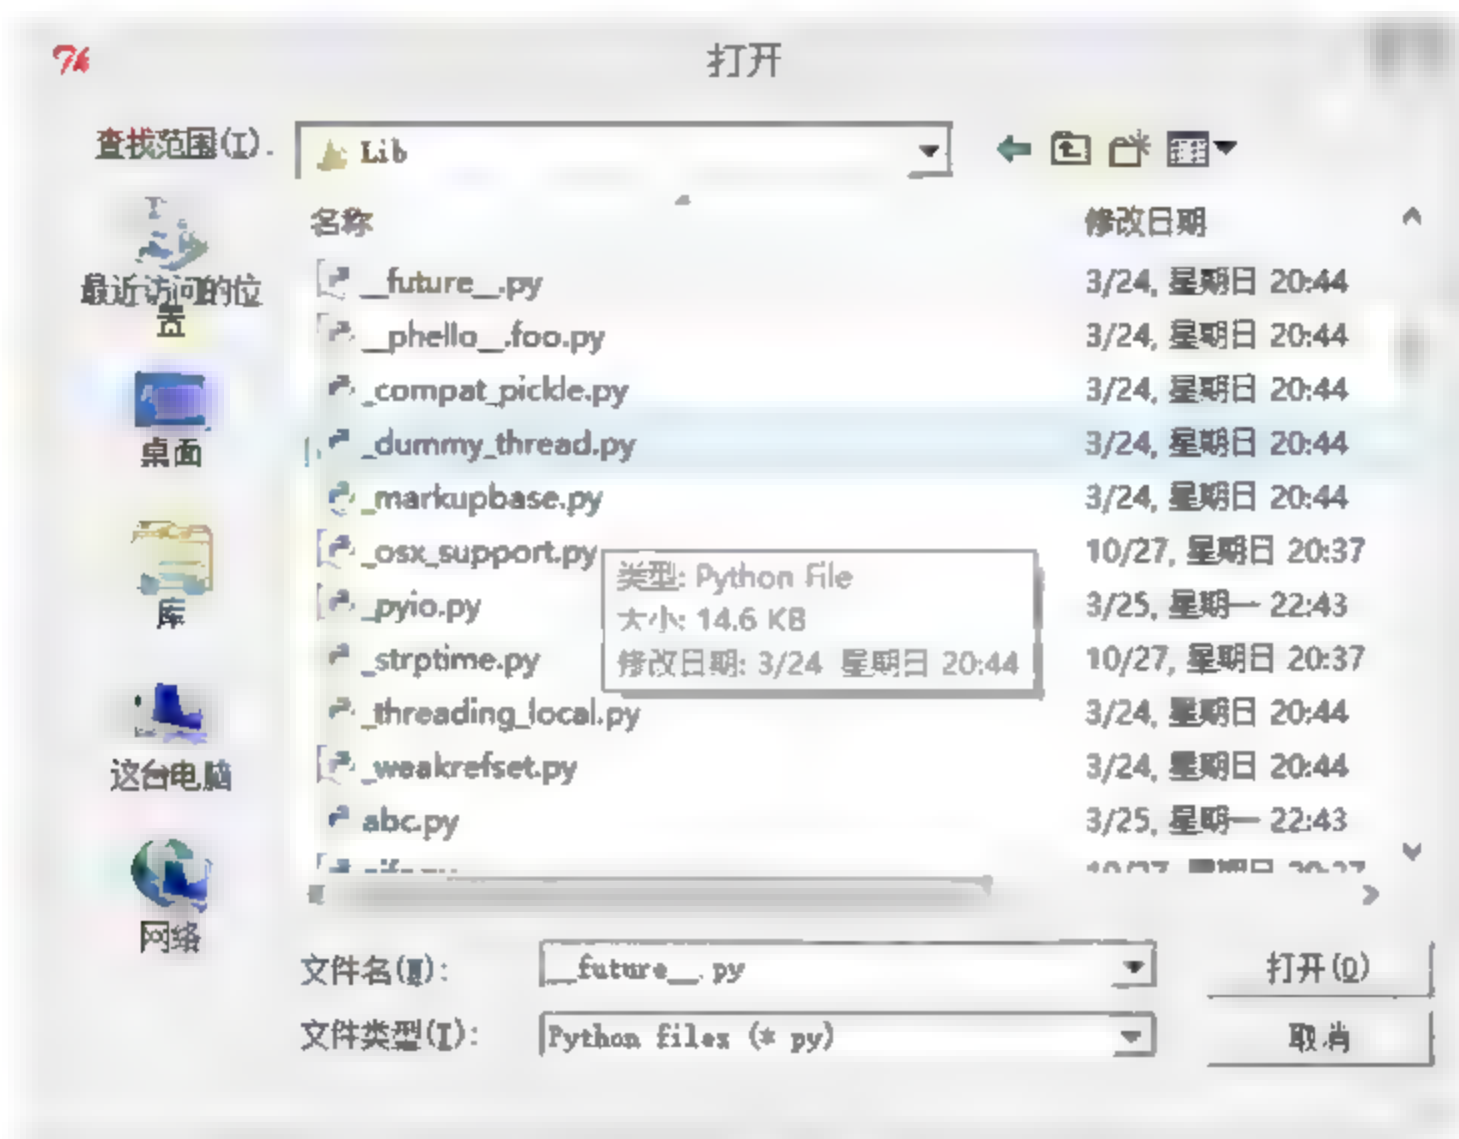 打开
查找范围(I):
Lib
名称
修改日期
__future__.py
3/24, 星期日 20:44
__phello__.foo.py
3/24, 星期日 20:44
_compat_pickle.py
3/24, 星期日 20:44
_dummy_thread.py
3/24, 星期日 20:44
_markupbase.py
3/24, 星期日 20:44
_osx_support.py
10/27, 星期日 20:37
_pyio.py
3/25, 星期一 22:43
_strptime.py
10/27, 星期日 20:37
_threading_local.py
3/24, 星期日 20:44
_weakrefset.py
3/24, 星期日 20:44
abc.py
3/25, 星期一 22:43
类型: Python File
大小: 14.6 KB
修改日期: 3/24 星期日 20:44
最近访问的位
置
桌面
库
这台电脑
网络
文件名(N):
__future__.py
打开(O)
文件类型(T):
Python files (*.py)
取消